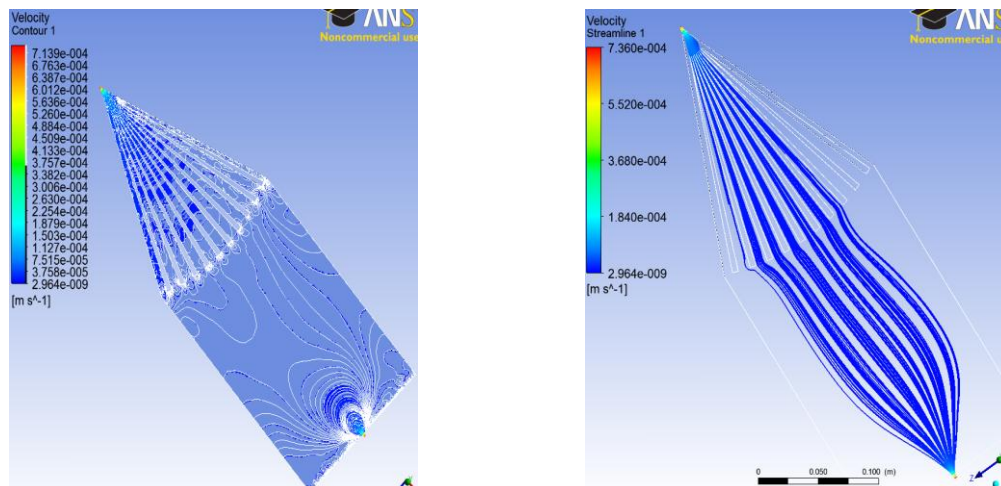 Velocity
Contour 1
ANS
Noncommercial use
7.139e-004
6.763e-004
6.387e-004
6.012e-004
5.636e-004
5.260e-004
4.884e-004
4.509e-004
4.133e-004
3.757e-004
3.382e-004
3.006e-004
2.630e-004
2.254e-004
1.879e-004
1.503e-004
1.127e-004
7.515e-005
3.758e-005
2.964e-009
[m s^-1]
Velocity
Streamline 1
ANS
Noncommercial use
7.360e-004
5.520e-004
3.680e-004
1.840e-004
2.964e-009
[m s^-1]
0 0.050 0.100 (m)
Z